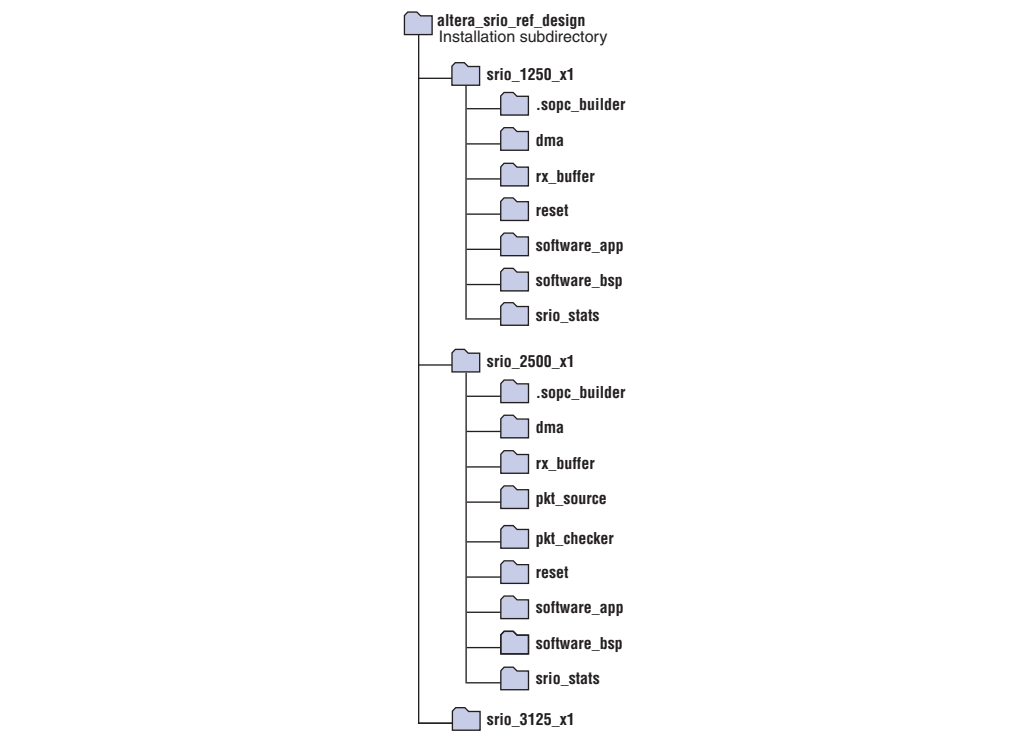 altera_srio_ref_design
Installation subdirectory
srio_1250_x1
.sopc_builder
dma
rx_buffer
reset
software_app
software_bsp
srio_stats
srio_2500_x1
.sopc_builder
dma
rx_buffer
pkt_source
pkt_checker
reset
software_app
software_bsp
srio_stats
srio_3125_x1